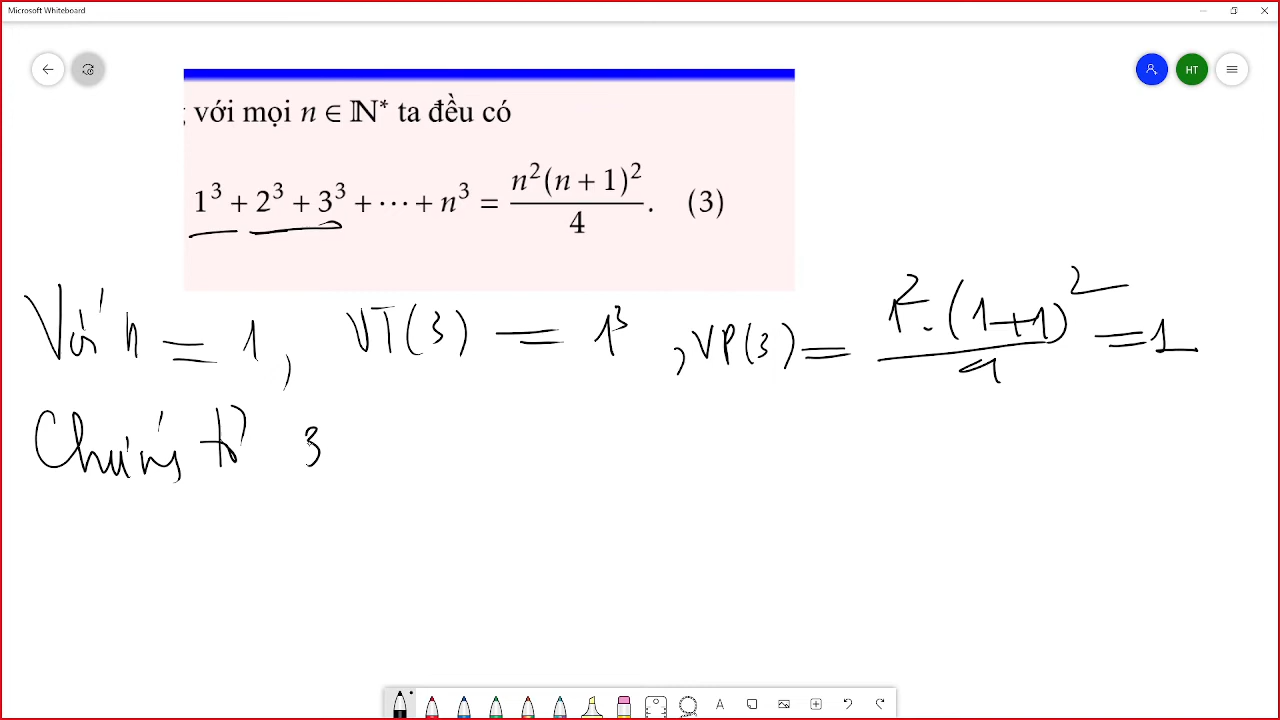 Microsoft Whiteboard
HT
; với mọi n ∈ ℕ* ta đều có
1³ + 2³ + 3³ + ⋯ + n³ = n²(n + 1)²/4. (3)
Với n = 1, VT(3) = 1³, VP(3) = 1².(1+1)²/4 = 1
Chứng tỏ 3
A